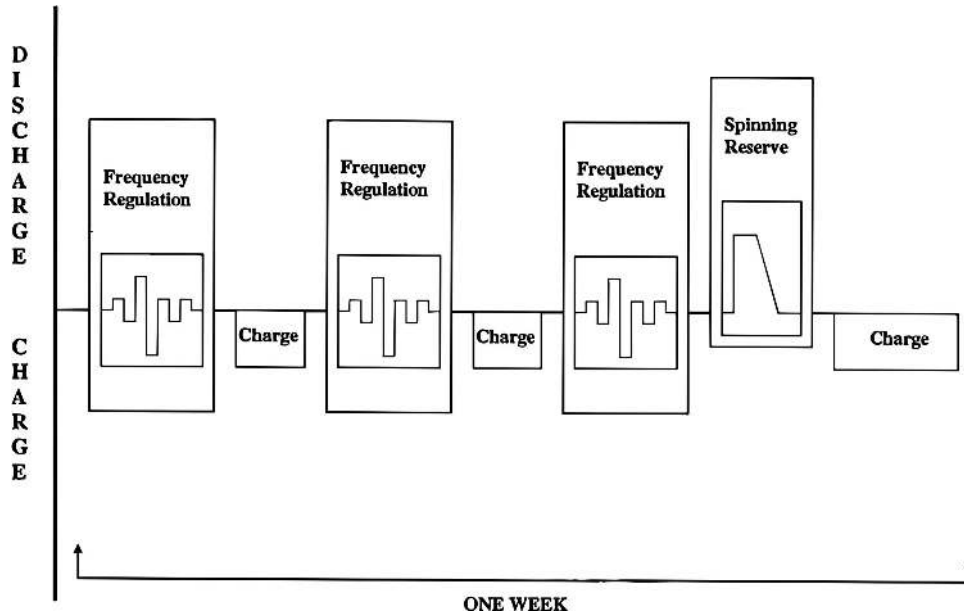 DISCHARGE
CHARGE
Frequency
Regulation
Charge
Frequency
Regulation
Charge
Frequency
Regulation
Spinning
Reserve
Charge
ONE WEEK